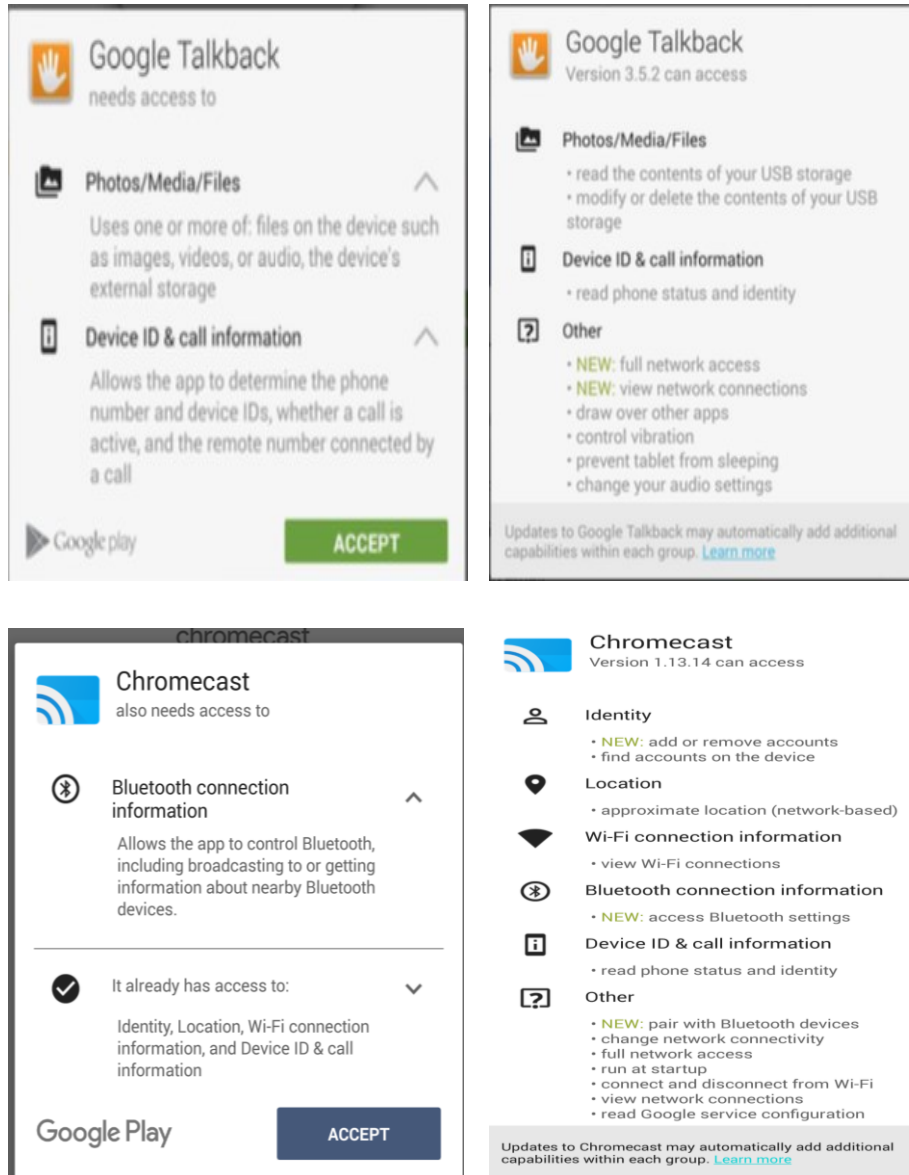 Google Talkback
needs access to
Photos/Media/Files
Uses one or more of: files on the device such
as images, videos, or audio, the device's
external storage
Device ID & call information
Allows the app to determine the phone
number and device IDs, whether a call is
active, and the remote number connected by
a call
Google play
ACCEPT
Google Talkback
Version 3.5.2 can access
Photos/Media/Files
• read the contents of your USB storage
• modify or delete the contents of your USB
storage
Device ID & call information
• read phone status and identity
Other
• NEW: full network access
• NEW: view network connections
• draw over other apps
• control vibration
• prevent tablet from sleeping
• change your audio settings
Updates to Google Talkback may automatically add additional
capabilities within each group. Learn more
chromecast
Chromecast
also needs access to
Bluetooth connection
information
Allows the app to control Bluetooth,
including broadcasting to or getting
information about nearby Bluetooth
devices.
It already has access to:
Identity, Location, Wi-Fi connection
information, and Device ID & call
information
Google Play
ACCEPT
Chromecast
Version 1.13.14 can access
Identity
• NEW: add or remove accounts
• find accounts on the device
Location
• approximate location (network-based)
Wi-Fi connection information
• view Wi-Fi connections
Bluetooth connection information
• NEW: access Bluetooth settings
Device ID & call information
• read phone status and identity
Other
• NEW: pair with Bluetooth devices
• change network connectivity
• full network access
• run at startup
• connect and disconnect from Wi-Fi
• view network connections
• read Google service configuration
Updates to Chromecast may automatically add additional
capabilities within each group. Learn more